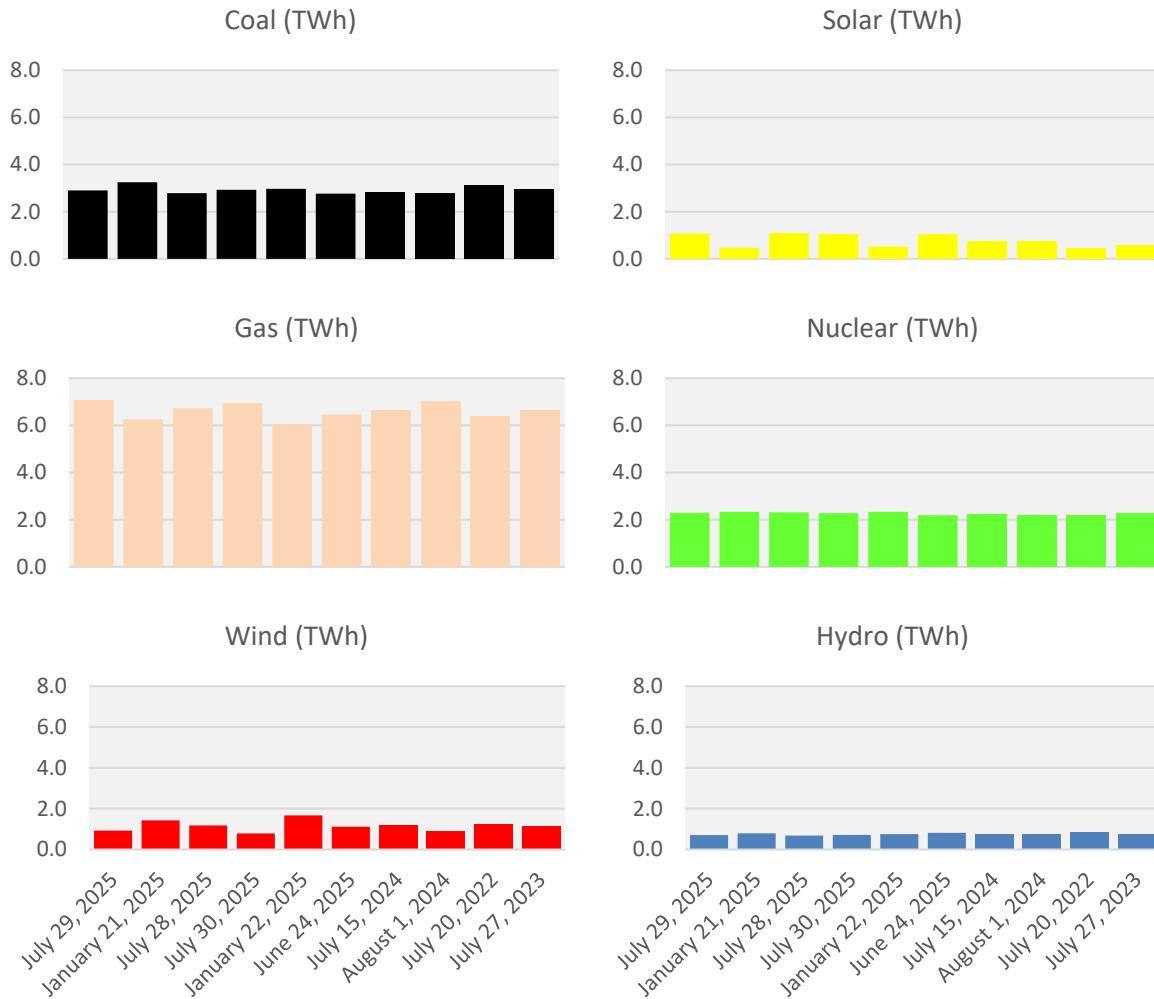 Coal (TWh)
8.0
6.0
4.0
2.0
0.0
Solar (TWh)
8.0
6.0
4.0
2.0
0.0
Gas (TWh)
8.0
6.0
4.0
2.0
0.0
Nuclear (TWh)
8.0
6.0
4.0
2.0
0.0
Wind (TWh)
8.0
6.0
4.0
2.0
0.0
July 29, 2025
January 21, 2025
July 28, 2025
July 30, 2025
January 22, 2025
June 24, 2025
July 15, 2024
August 1, 2024
July 20, 2022
July 27, 2023
Hydro (TWh)
8.0
6.0
4.0
2.0
0.0
July 29, 2025
January 21, 2025
July 28, 2025
July 30, 2025
January 22, 2025
June 24, 2025
July 15, 2024
August 1, 2024
July 20, 2022
July 27, 2023